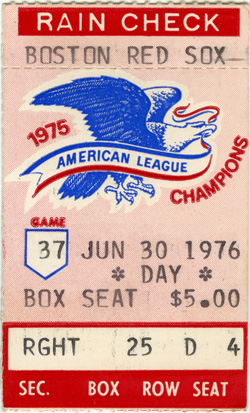 RAIN CHECK
BOSTON RED SOX
1975
AMERICAN LEAGUE
CHAMPIONS
GAME
37 JUN 30 1976
* DAY *
BOX SEAT $5.00
RGHT 25 D 4
SEC. BOX ROW SEAT